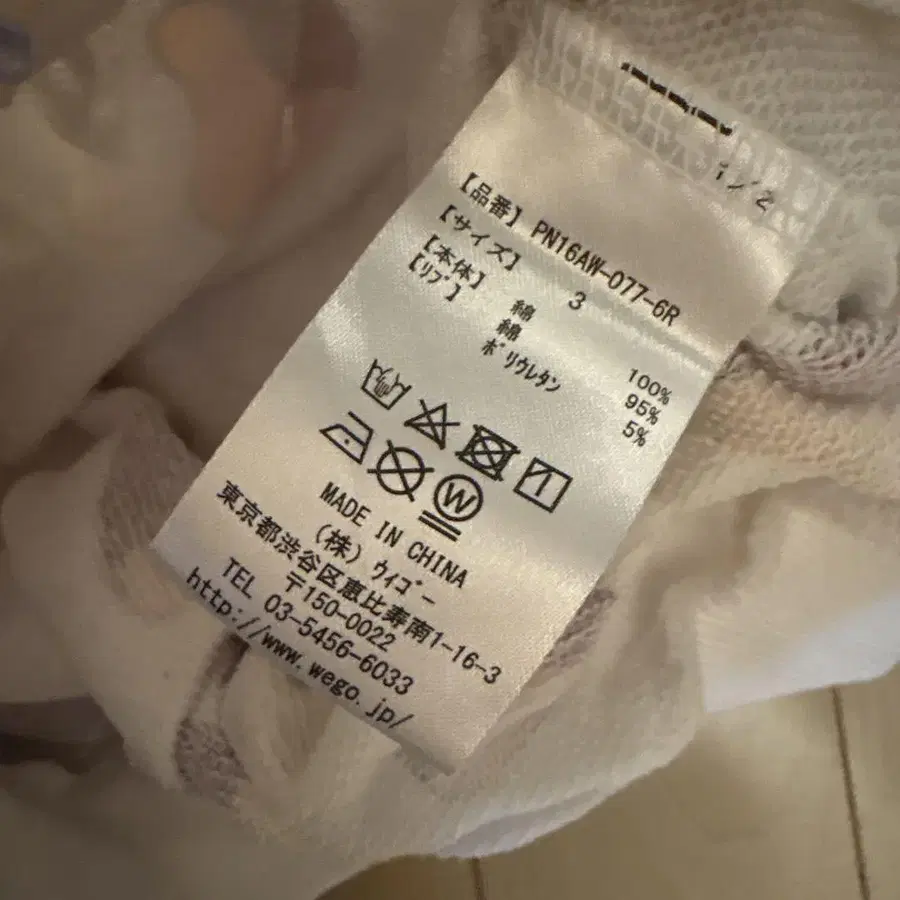 1/2
【品番】 PN16AW-077-6R
【サイズ】 3
【本体】 綿 100%
【リブ】 綿 95%
ポリウレタン 5%
W
MADE IN CHINA
(株) ウィゴー
東京都渋谷区恵比寿南1-16-3
〒150-0022
TEL 03-5456-6033
http://www.wego.jp/